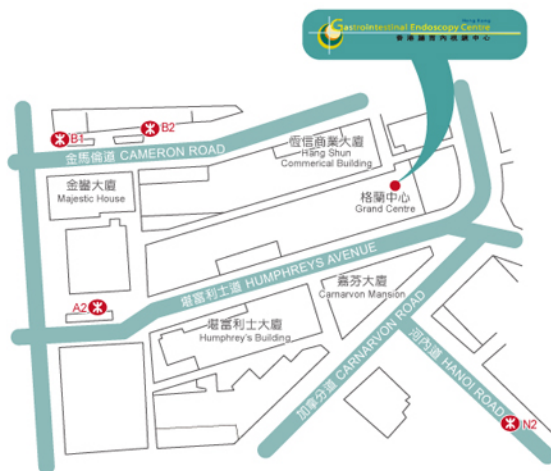 Hong Kong
Gastrointestinal Endoscopy Centre
香港腸胃內視鏡中心
B1
B2
金馬倫道 CAMERON ROAD
恆信商業大廈
Hang Shun
Commerical Building
金鑾大廈
Majestic House
格蘭中心
Grand Centre
堪富利士道 HUMPHREYS AVENUE
嘉芬大廈
Carnarvon Mansion
A2
堪富利士大廈
Humphrey's Building
加拿分道 CARNARVON ROAD
河內道 HANOI ROAD
N2